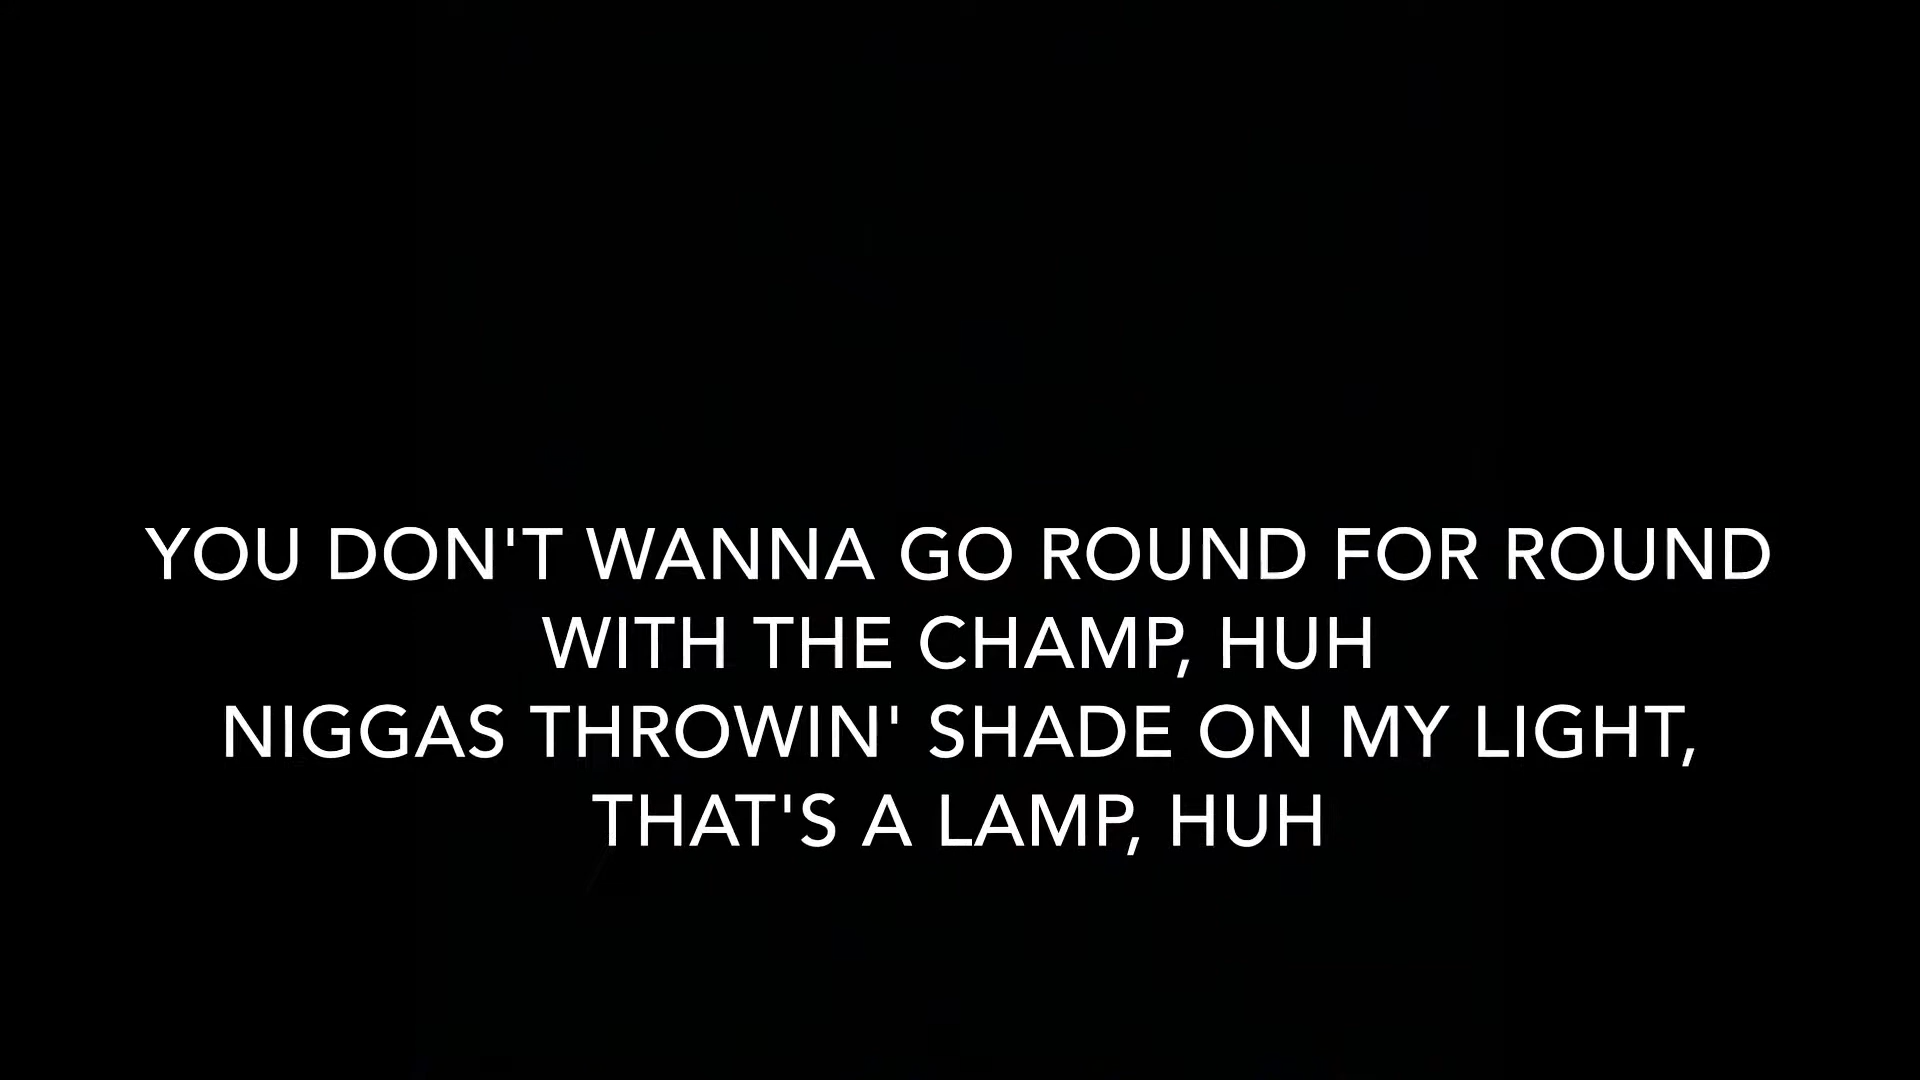 YOU DON'T WANNA GO ROUND FOR ROUND
WITH THE CHAMP, HUH
NIGGAS THROWIN' SHADE ON MY LIGHT,
THAT'S A LAMP, HUH